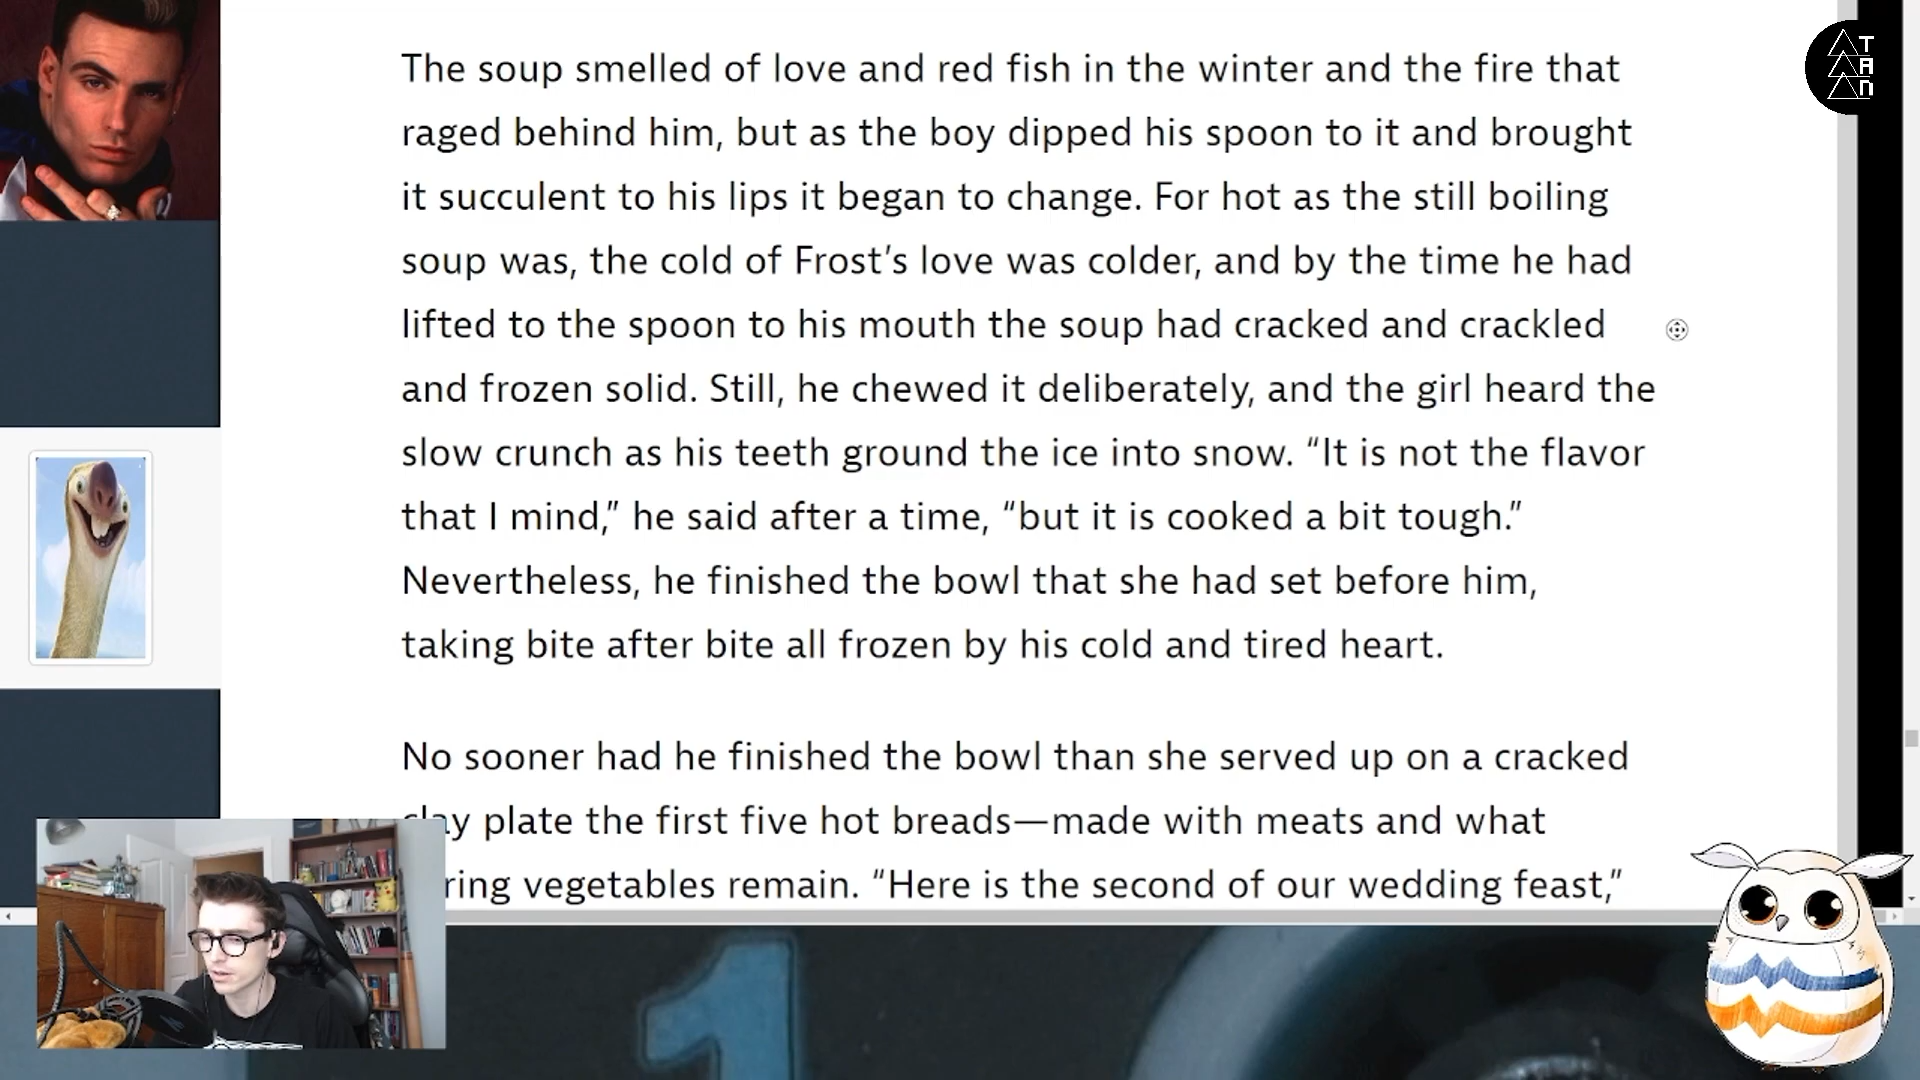 The soup smelled of love and red fish in the winter and the fire that
raged behind him, but as the boy dipped his spoon to it and brought
it succulent to his lips it began to change. For hot as the still boiling
soup was, the cold of Frost’s love was colder, and by the time he had
lifted to the spoon to his mouth the soup had cracked and crackled
and frozen solid. Still, he chewed it deliberately, and the girl heard the
slow crunch as his teeth ground the ice into snow. “It is not the flavor
that I mind,” he said after a time, “but it is cooked a bit tough.”
Nevertheless, he finished the bowl that she had set before him,
taking bite after bite all frozen by his cold and tired heart.
No sooner had he finished the bowl than she served up on a cracked
clay plate the first five hot breads—made with meats and what
ring vegetables remain. “Here is the second of our wedding feast,”
TAN
1